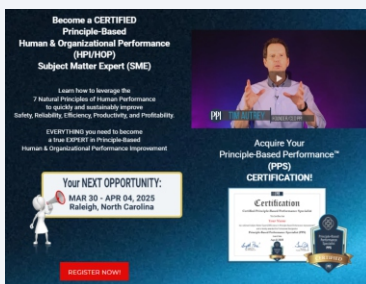 Become a CERTIFIED
Principle-Based
Human & Organizational Performance
(HPI/HOP)
Subject Matter Expert (SME)
Learn how to leverage the
7 Natural Principles of Human Performance
to quickly and sustainably improve
Safety, Reliability, Efficiency, Productivity, and Profitability.
EVERYTHING you need to become
a true EXPERT in Principle-Based
Human & Organizational Performance Improvement
Your NEXT OPPORTUNITY:
MAR 30 - APR 04, 2025
Raleigh, North Carolina
REGISTER NOW!
PPI TIM AUTREY
Acquire Your
Principle-Based Performance™
(PPS)
CERTIFICATION!
Certification
CERTIFIED